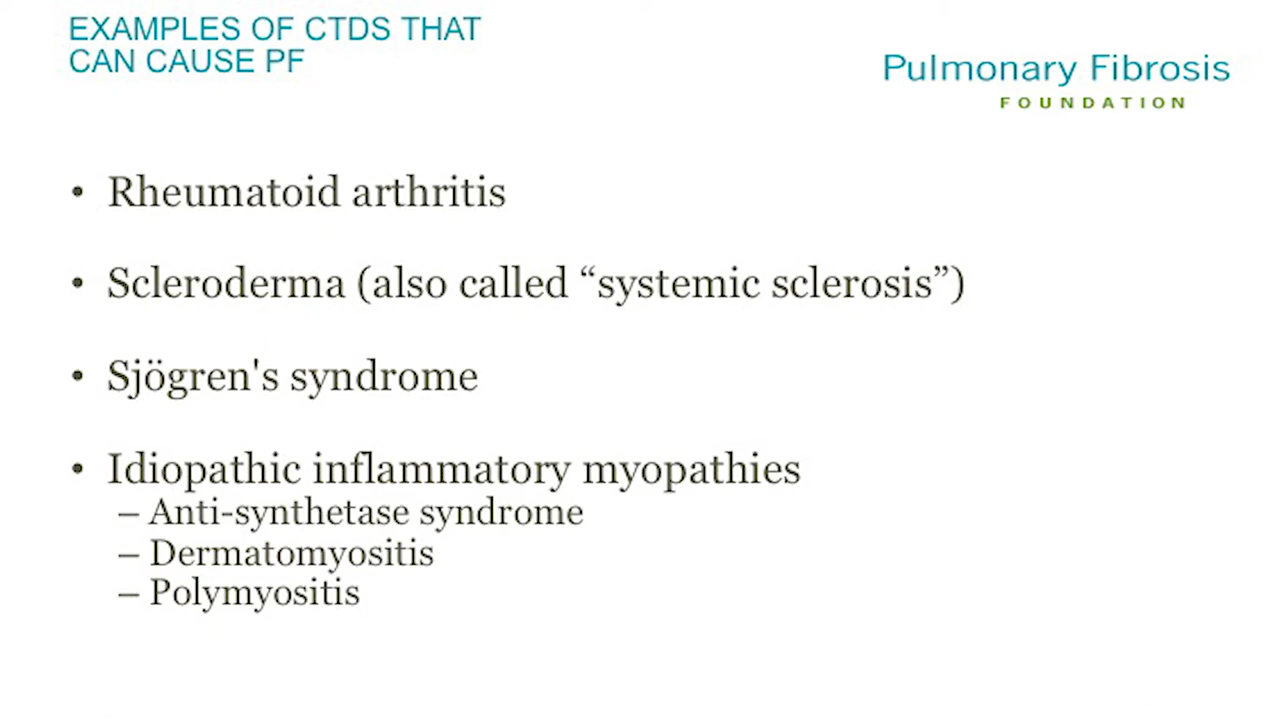 EXAMPLES OF CTDS THAT
CAN CAUSE PF
Pulmonary Fibrosis
FOUNDATION
• Rheumatoid arthritis
• Scleroderma (also called “systemic sclerosis”)
• Sjögren's syndrome
• Idiopathic inflammatory myopathies
– Anti-synthetase syndrome
– Dermatomyositis
– Polymyositis